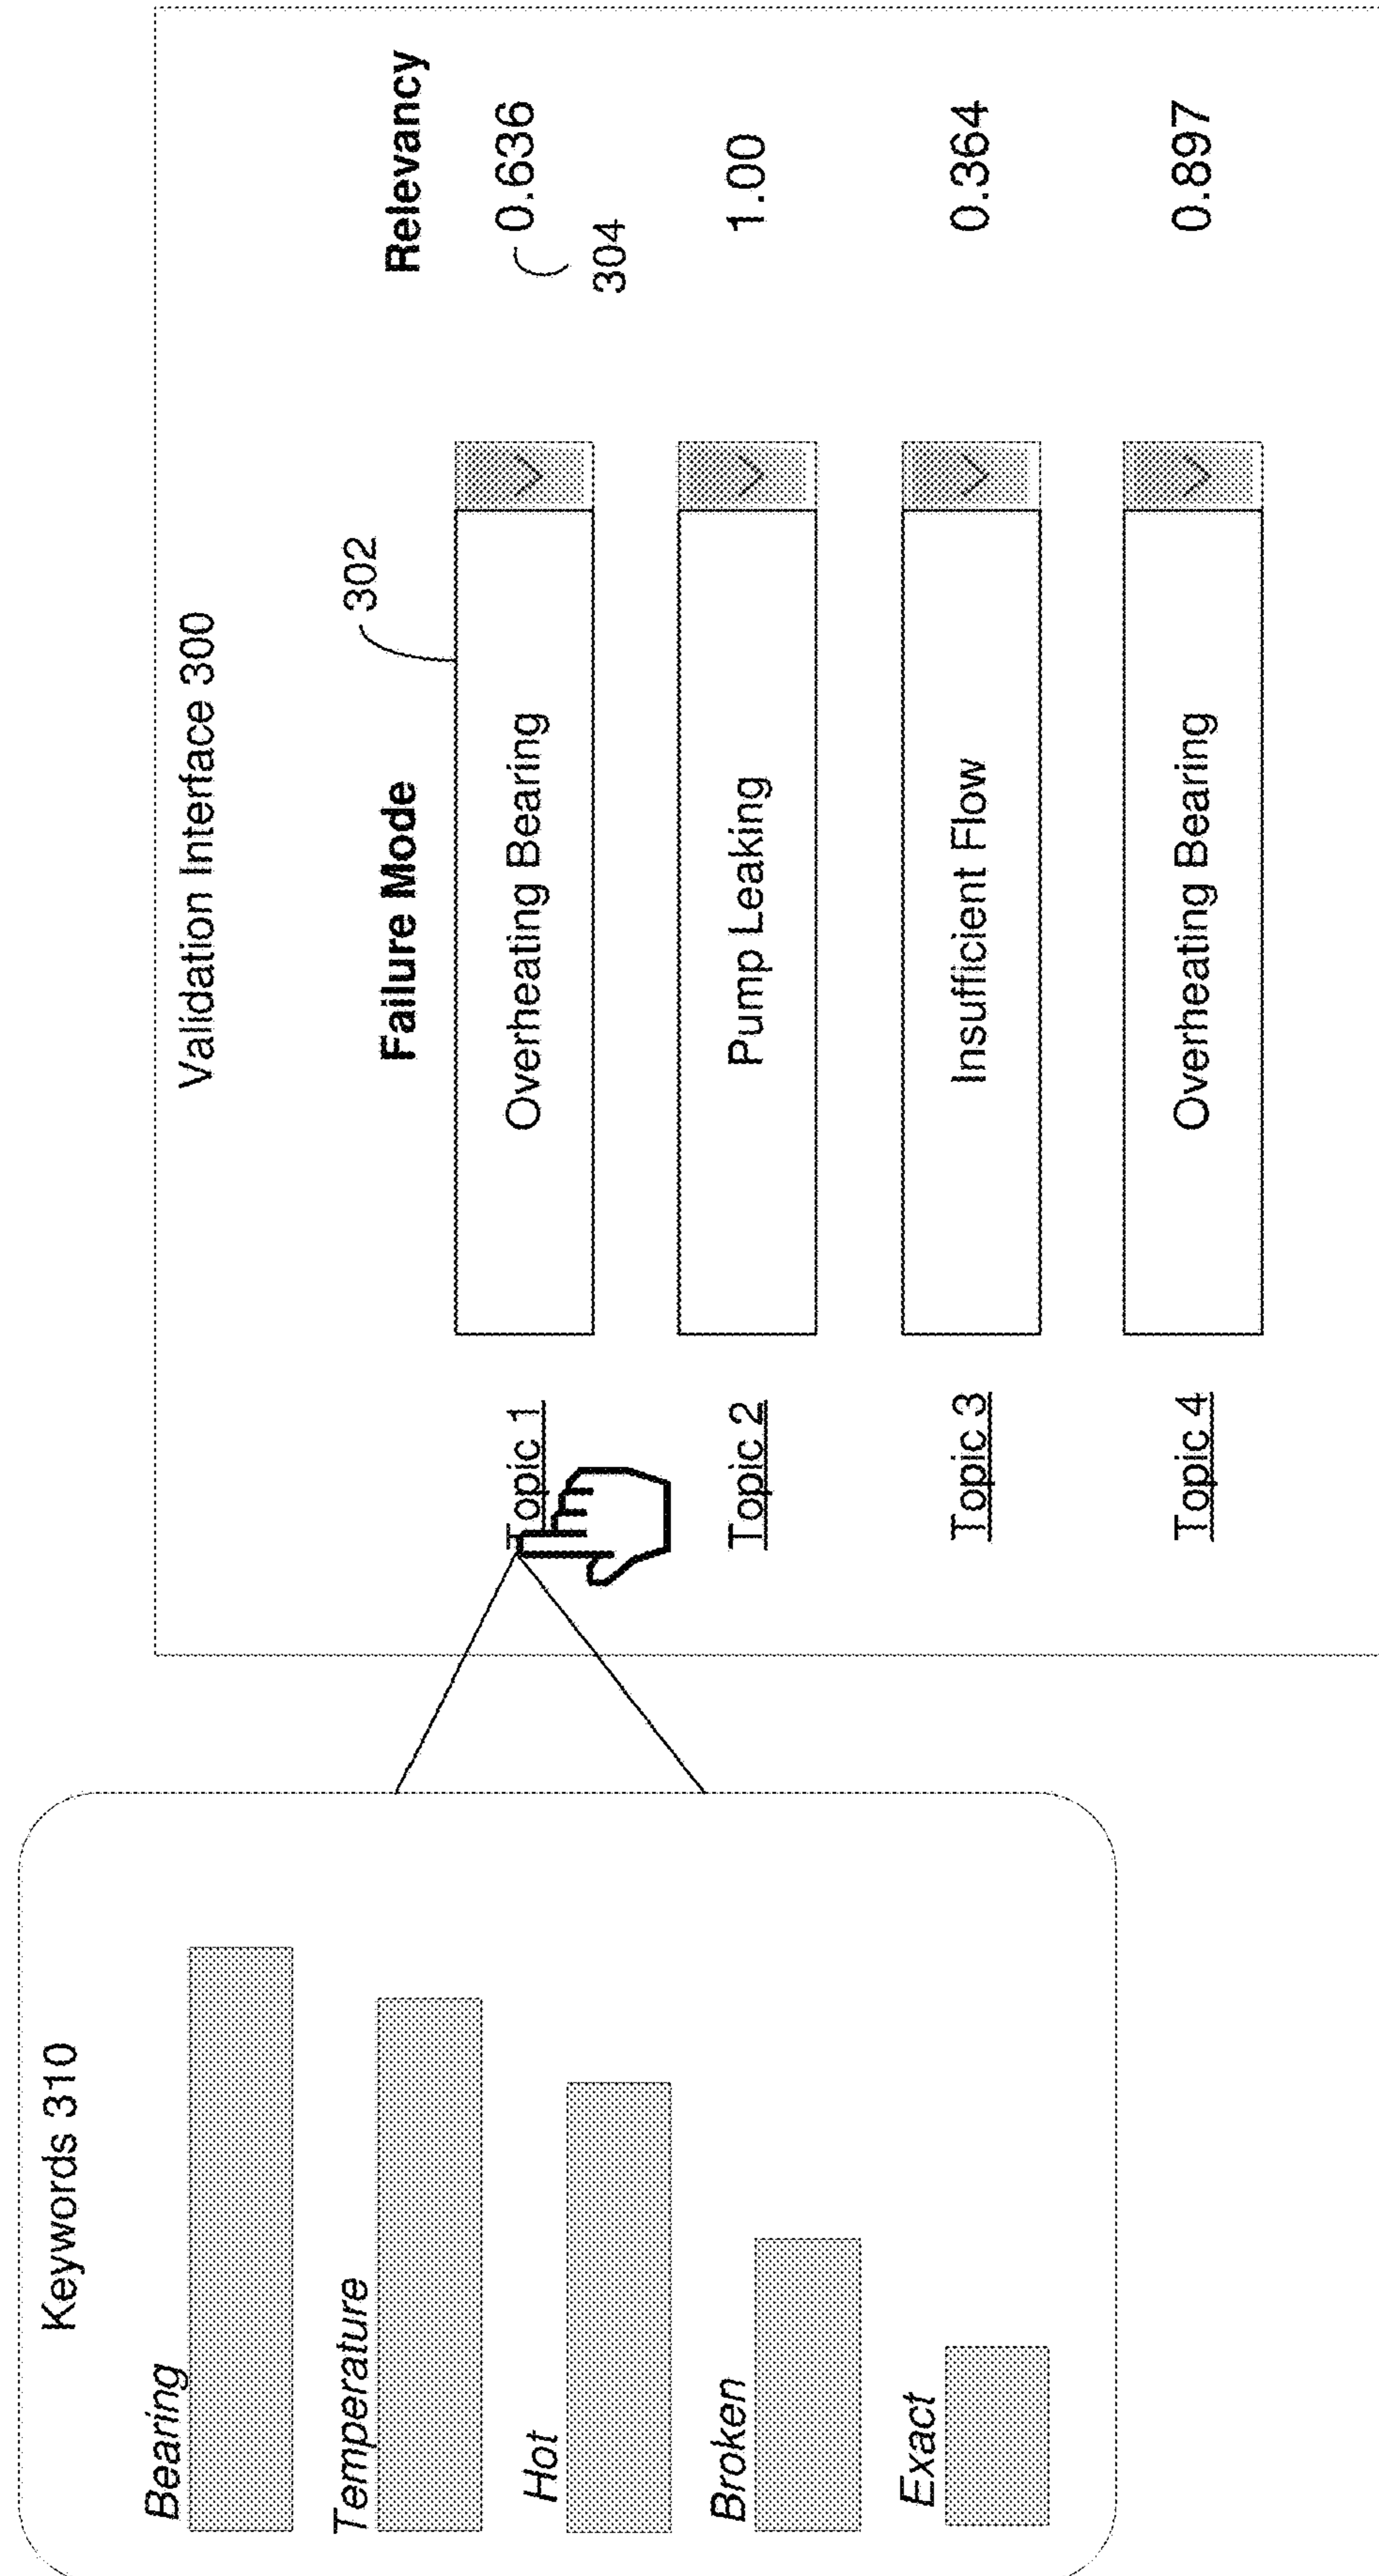 Keywords 310
Bearing
Temperature
Hot
Broken
Exact
Validation Interface 300
Failure Mode
Relevancy
302
Topic 1
Overheating Bearing
0.636
304
Topic 2
Pump Leaking
1.00
Topic 3
Insufficient Flow
0.364
Topic 4
Overheating Bearing
0.897